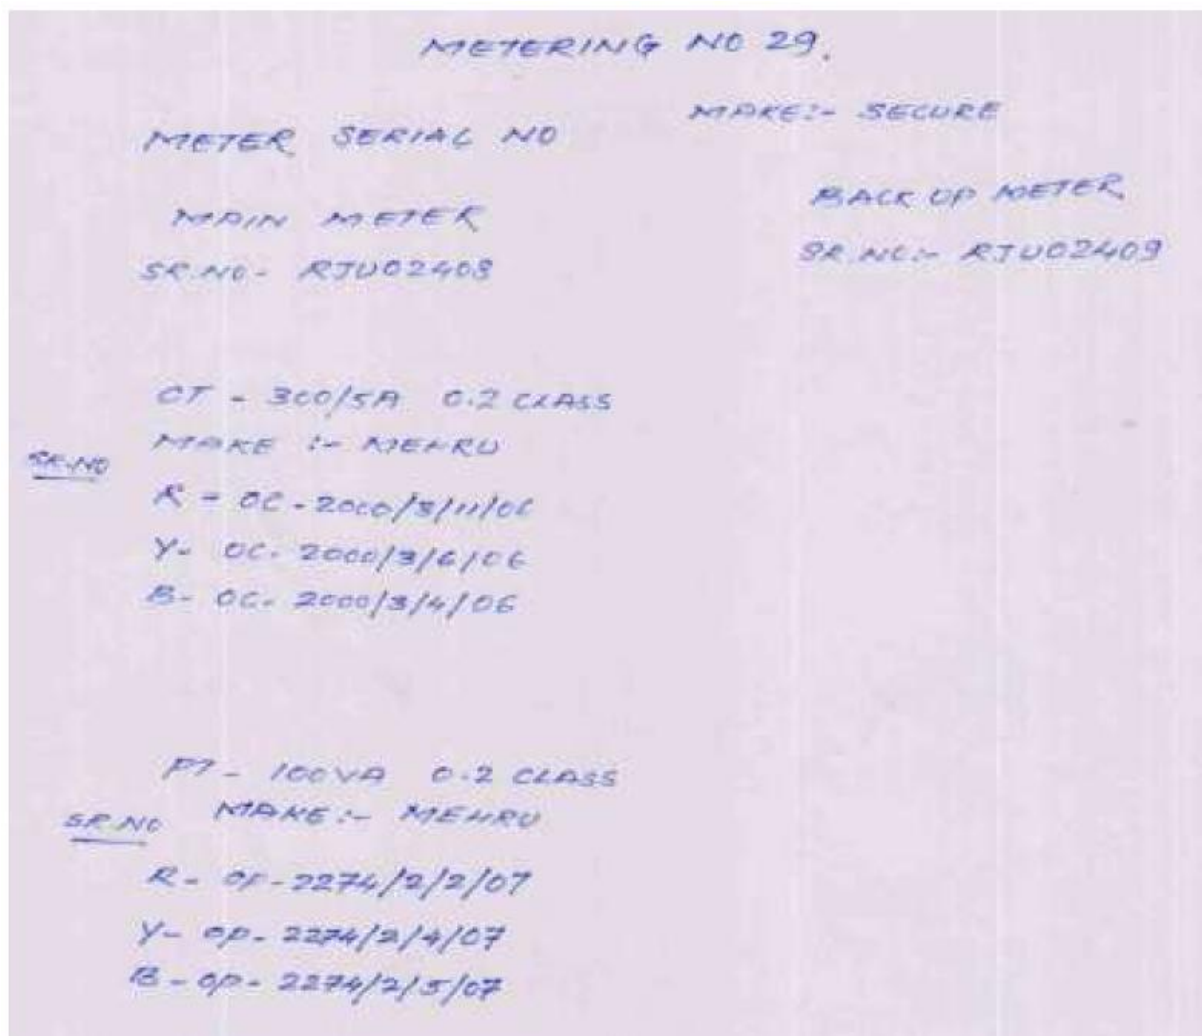 METERING NO 29.
MAKE:- SECURE
METER SERIAL NO
MAIN METER
BACK UP METER
SR.NO- RJU02408
SR.NO:- RJU02409
CT - 300/5A 0.2 CLASS
MAKE :- MEHRU
SR.NO
R - OC - 2000/3/11/06
Y- OC- 2000/3/6/06
B- OC- 2000/3/4/06
PT - 100VA 0.2 CLASS
SR.NO MAKE:- MEHRU
R- OP-2274/2/2/07
Y- OP- 2274/2/4/07
B- OP- 2274/2/5/07